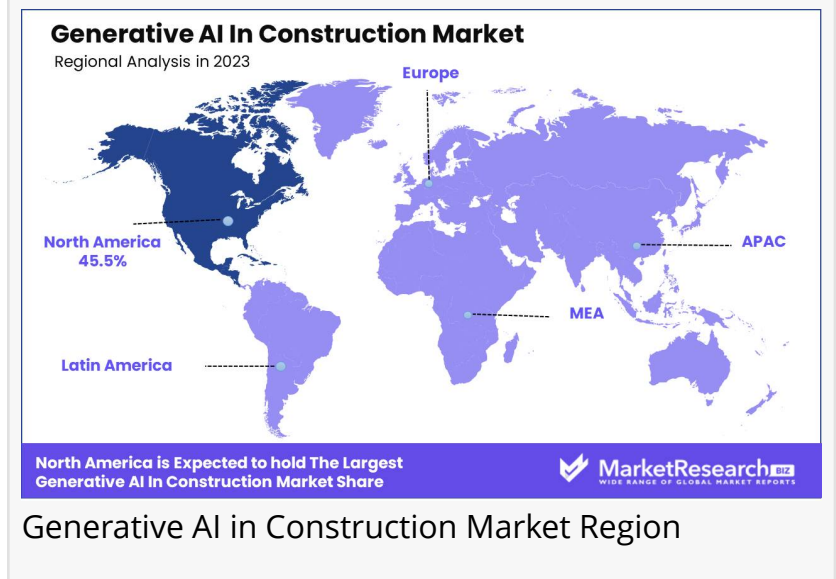 Generative AI In Construction Market
Regional Analysis in 2023
Europe
North America
45.5%
APAC
MEA
Latin America
North America is Expected to hold The Largest
Generative AI In Construction Market Share
MarketResearch BIZ
WIDE RANGE OF GLOBAL MARKET REPORTS
Generative AI in Construction Market Region